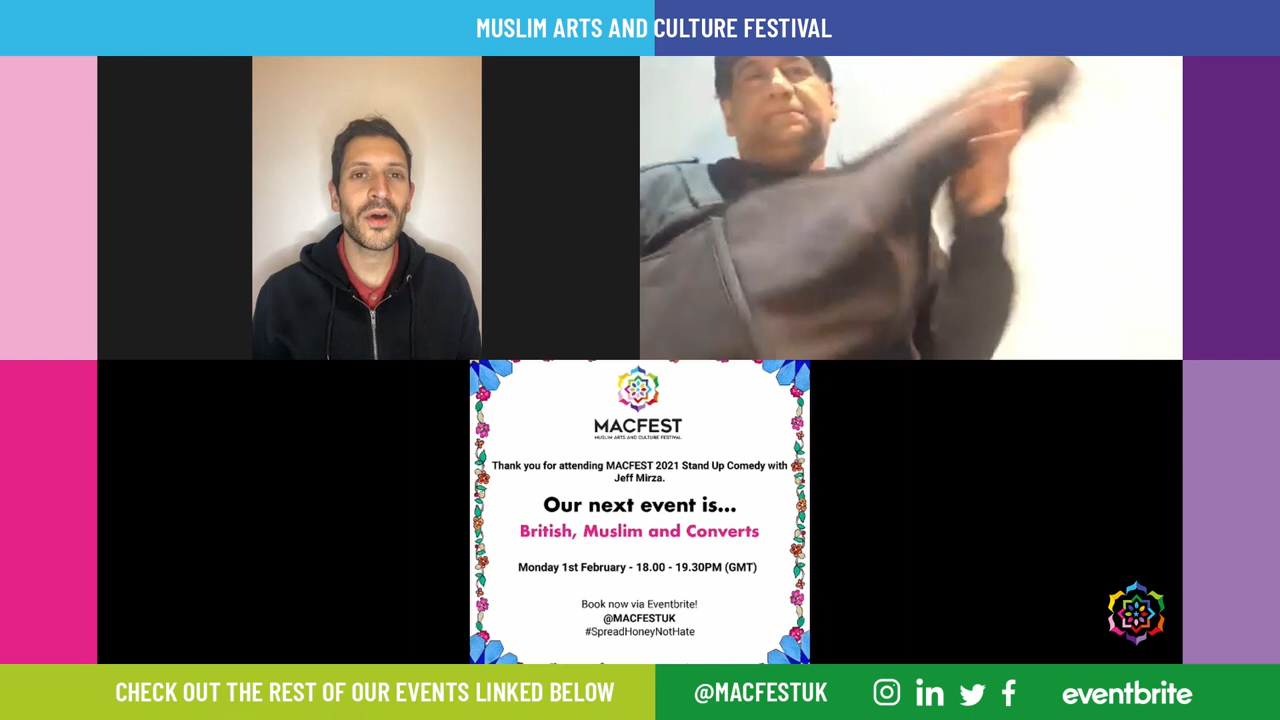 MUSLIM ARTS AND CULTURE FESTIVAL
MACFEST
MUSLIM ARTS AND CULTURE FESTIVAL
Thank you for attending MACFEST 2021 Stand Up Comedy with
Jeff Mirza.
Our next event is...
British, Muslim and Converts
Monday 1st February - 18.00 - 19.30PM (GMT)
Book now via Eventbrite!
@MACFESTUK
#SpreadHoneyNotHate
CHECK OUT THE REST OF OUR EVENTS LINKED BELOW
@MACFESTUK
in
eventbrite